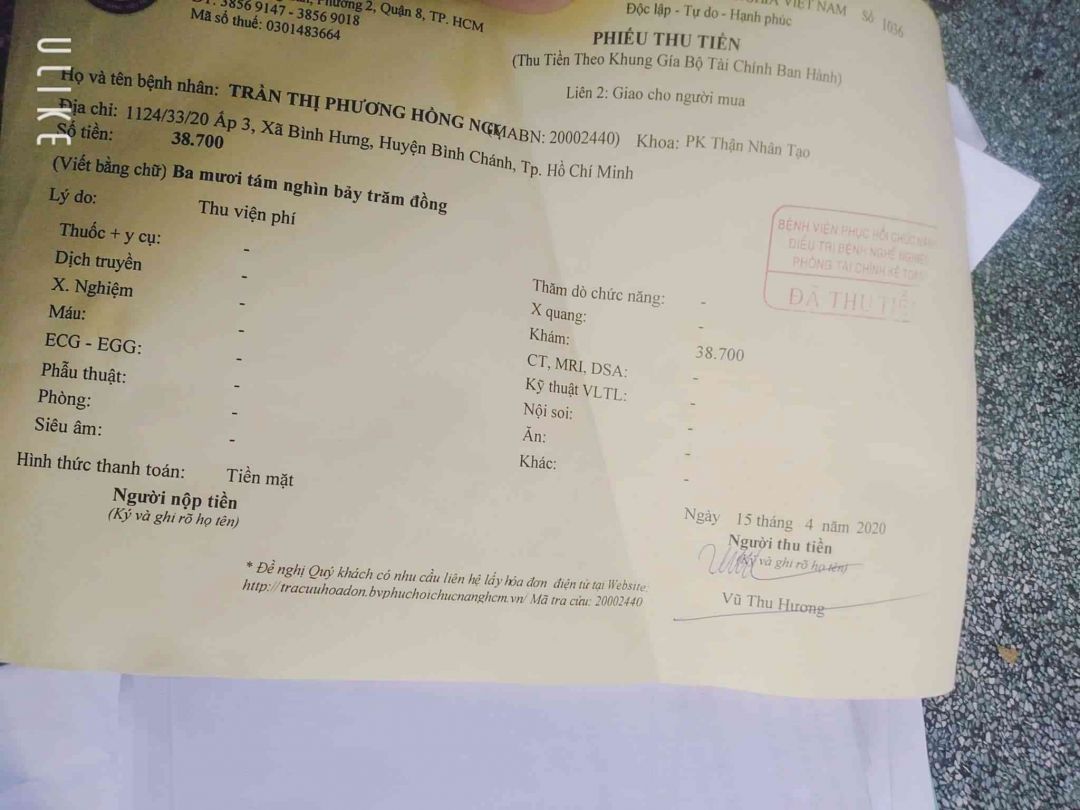 Phường 2, Quận 8, TP. HCM
ĐT: 3856 9147 - 3856 9018
Mã số thuế: 0301483664
VIỆT NAM
Số 1036
Độc lập - Tự do - Hạnh phúc
PHIẾU THU TIỀN
(Thu Tiền Theo Khung Gía Bộ Tài Chính Ban Hành)
Liên 2: Giao cho người mua
Họ và tên bệnh nhân: TRẦN THỊ PHƯƠNG HỒNG (MABN: 20002440) Khoa: PK Thận Nhân Tạo
Địa chỉ: 1124/33/20 Ấp 3, Xã Bình Hưng, Huyện Bình Chánh, Tp. Hồ Chí Minh
Số tiền: 38.700
(Viết bằng chữ) Ba mươi tám nghìn bảy trăm đồng
Lý do: Thu viện phí
Thuốc + y cụ: -
Dịch truyền -
X. Nghiệm -
Máu: -
ECG - EGG: -
Phẫu thuật: -
Phòng: -
Siêu âm: -
Thăm dò chức năng: -
X quang: -
Khám: 38.700
CT, MRI, DSA: -
Kỹ thuật VLTL: -
Nội soi: -
Ăn: -
Khác: -
BỆNH VIỆN PHỤC HỒI CHỨC
ĐIỀU TRỊ BỆNH NGHỀ
PHÒNG TÀI CHÍNH KẾ
ĐÃ THU
Hình thức thanh toán: Tiền mặt
Người nộp tiền
(Ký và ghi rõ họ tên)
Ngày 15 tháng 4 năm 2020
Người thu tiền
(Ký và ghi rõ họ tên)
Vũ Thu Hương
* Đề nghị Quý khách có nhu cầu liên hệ lấy hóa đơn điện tử tại Website:
http://tracuuhoadon.bvphuchoichucnanghcm.vn/ Mã tra cứu: 20002440
ULIKE